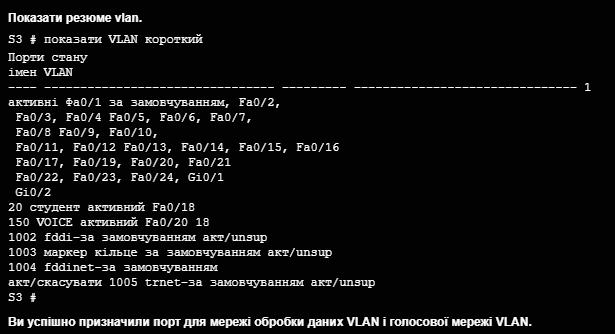 Показати резюме vlan.
S3 # показати VLAN короткий
Порти стану
імен VLAN
---- -------------------------------- --------- ------------------------------- 1
активні Фа0/1 за замовчуванням, Fa0/2,
Fa0/3, Fa0/4 Fa0/5, Fa0/6, Fa0/7,
Fa0/8 Fa0/9, Fa0/10,
Fa0/11, Fa0/12 Fa0/13, Fa0/14, Fa0/15, Fa0/16
Fa0/17, Fa0/19, Fa0/20, Fa0/21
Fa0/22, Fa0/23, Fa0/24, Gi0/1
Gi0/2
20 студент активний Fa0/18
150 VOICE активний Fa0/20 18
1002 fddi-за замовчуванням акт/unsup
1003 маркер кільце за замовчуванням акт/unsup
1004 fddinet-за замовчуванням
акт/скасувати 1005 trnet-за замовчуванням акт/unsup
S3 #
Ви успішно призначили порт для мережі обробки даних VLAN і голосової мережі VLAN.